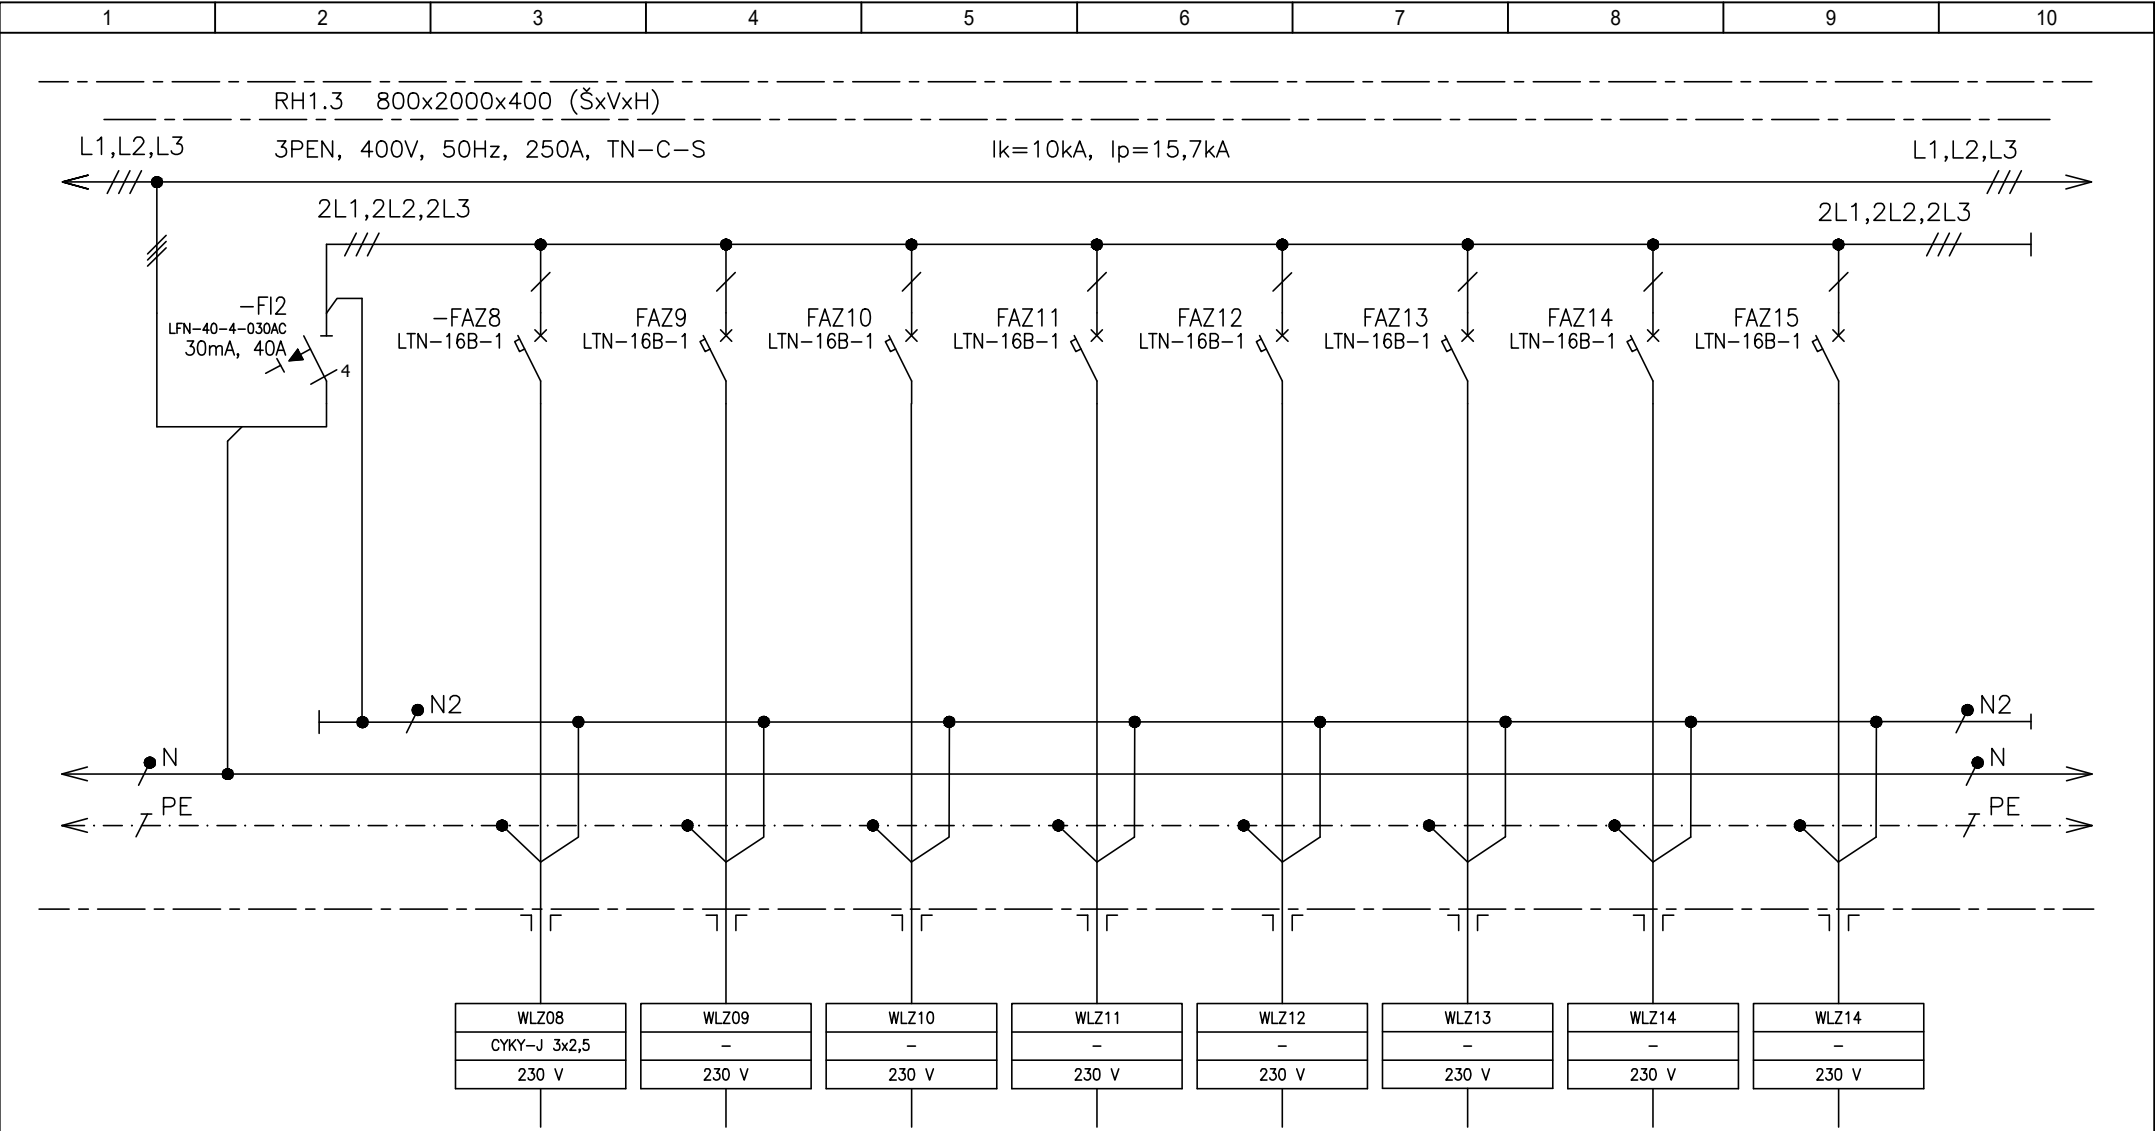 1 2 3 4 5 6 7 8 9 10
RH1.3 800x2000x400 (ŠxVxH)
L1,L2,L3 3PEN, 400V, 50Hz, 250A, TN-C-S Ik=10kA, Ip=15,7kA L1,L2,L3
2L1,2L2,2L3 2L1,2L2,2L3
-FI2
LFN-40-4-030AC
30mA, 40A
4
-FAZ8 FAZ9 FAZ10 FAZ11 FAZ12 FAZ13 FAZ14 FAZ15
LTN-16B-1 LTN-16B-1 LTN-16B-1 LTN-16B-1 LTN-16B-1 LTN-16B-1 LTN-16B-1 LTN-16B-1
N2 N2
N N
PE PE
WLZ08 WLZ09 WLZ10 WLZ11 WLZ12 WLZ13 WLZ14 WLZ14
CYKY-J 3x2,5 - - - - - - -
230 V 230 V 230 V 230 V 230 V 230 V 230 V 230 V